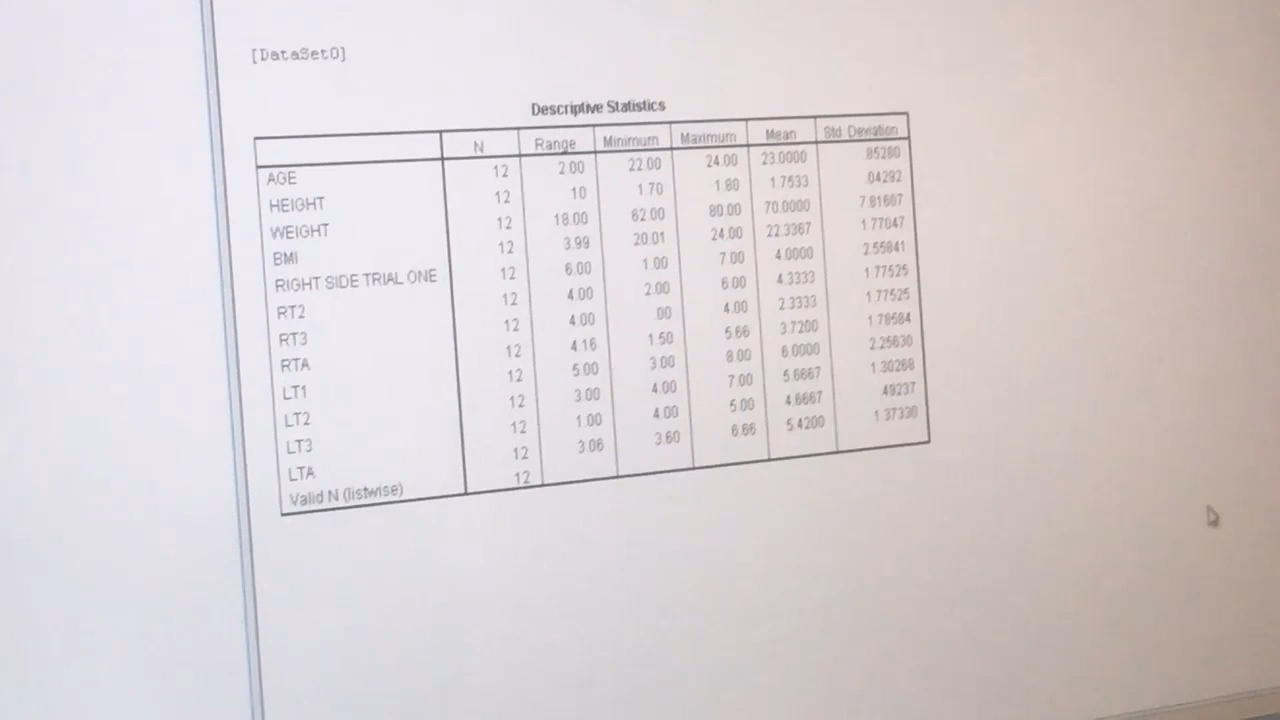 [DataSet0]
Descriptive Statistics
N Range Minimum Maximum Mean Std. Deviation
AGE 12 2.00 22.00 24.00 23.0000 .85280
HEIGHT 12 .10 1.70 1.80 1.7533 .04292
WEIGHT 12 18.00 62.00 80.00 70.0000 7.81607
BMI 12 3.99 20.01 24.00 22.3367 1.77047
RIGHT SIDE TRIAL ONE 12 6.00 1.00 7.00 4.0000 2.55841
RT2 12 4.00 2.00 6.00 4.3333 1.77525
RT3 12 4.00 .00 4.00 2.3333 1.77525
RTA 12 4.16 1.50 5.66 3.7200 1.78584
LT1 12 5.00 3.00 8.00 6.0000 2.25630
LT2 12 3.00 4.00 7.00 5.6667 1.30268
LT3 12 1.00 4.00 5.00 4.6667 .49237
LTA 12 3.06 3.60 6.66 5.4200 1.37330
Valid N (listwise) 12